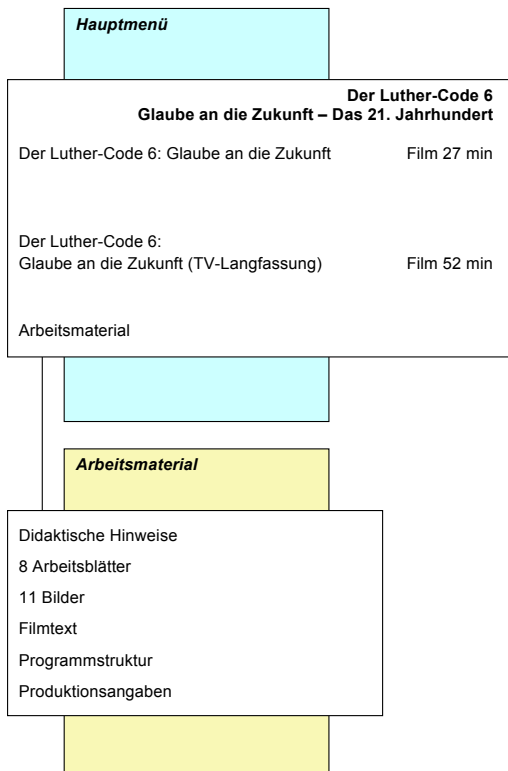 Hauptmenü
Der Luther-Code 6
Glaube an die Zukunft – Das 21. Jahrhundert
Der Luther-Code 6: Glaube an die Zukunft Film 27 min
Der Luther-Code 6:
Glaube an die Zukunft (TV-Langfassung) Film 52 min
Arbeitsmaterial
Arbeitsmaterial
Didaktische Hinweise
8 Arbeitsblätter
11 Bilder
Filmtext
Programmstruktur
Produktionsangaben